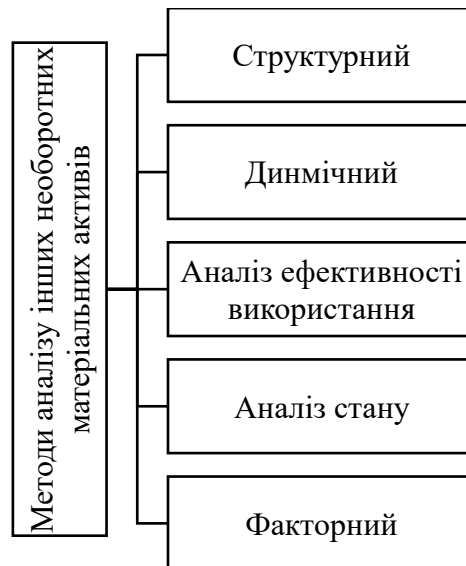 Методи аналізу інших необоротних
матеріальних активів
Структурний
Динмічний
Аналіз ефективності
використання
Аналіз стану
Факторний